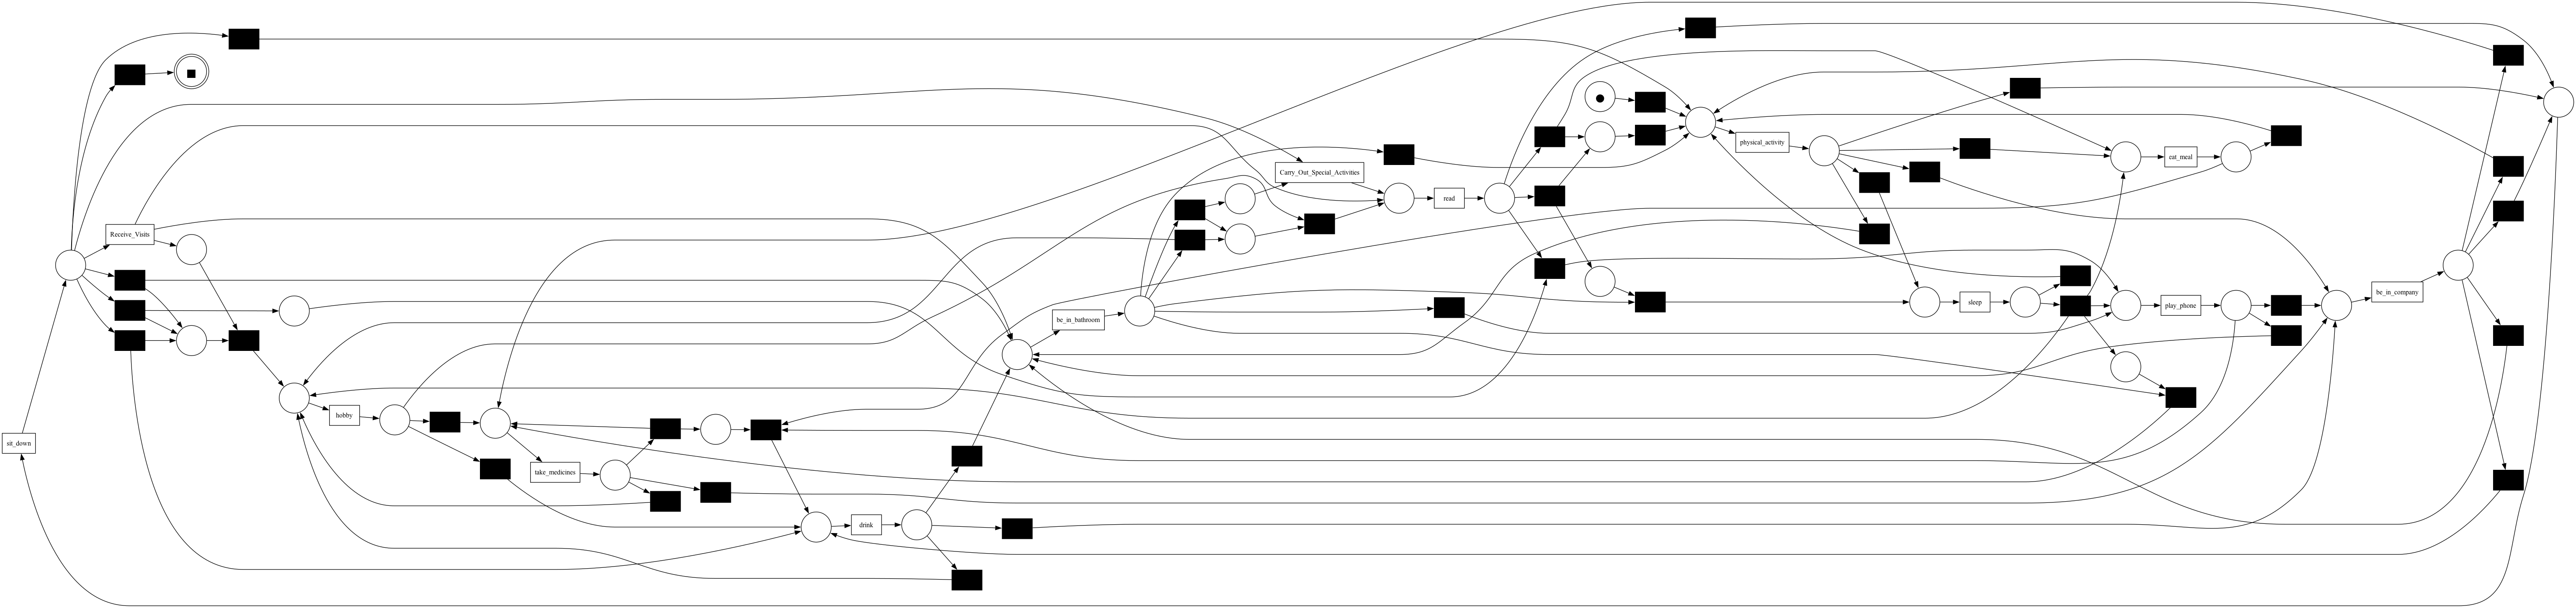 Carry_Out_Special_Activities
physical_activity
eat_meal
read
Receive_Visits
be_in_company
sleep
play_phone
be_in_bathroom
hobby
sit_down
take_medicines
drink